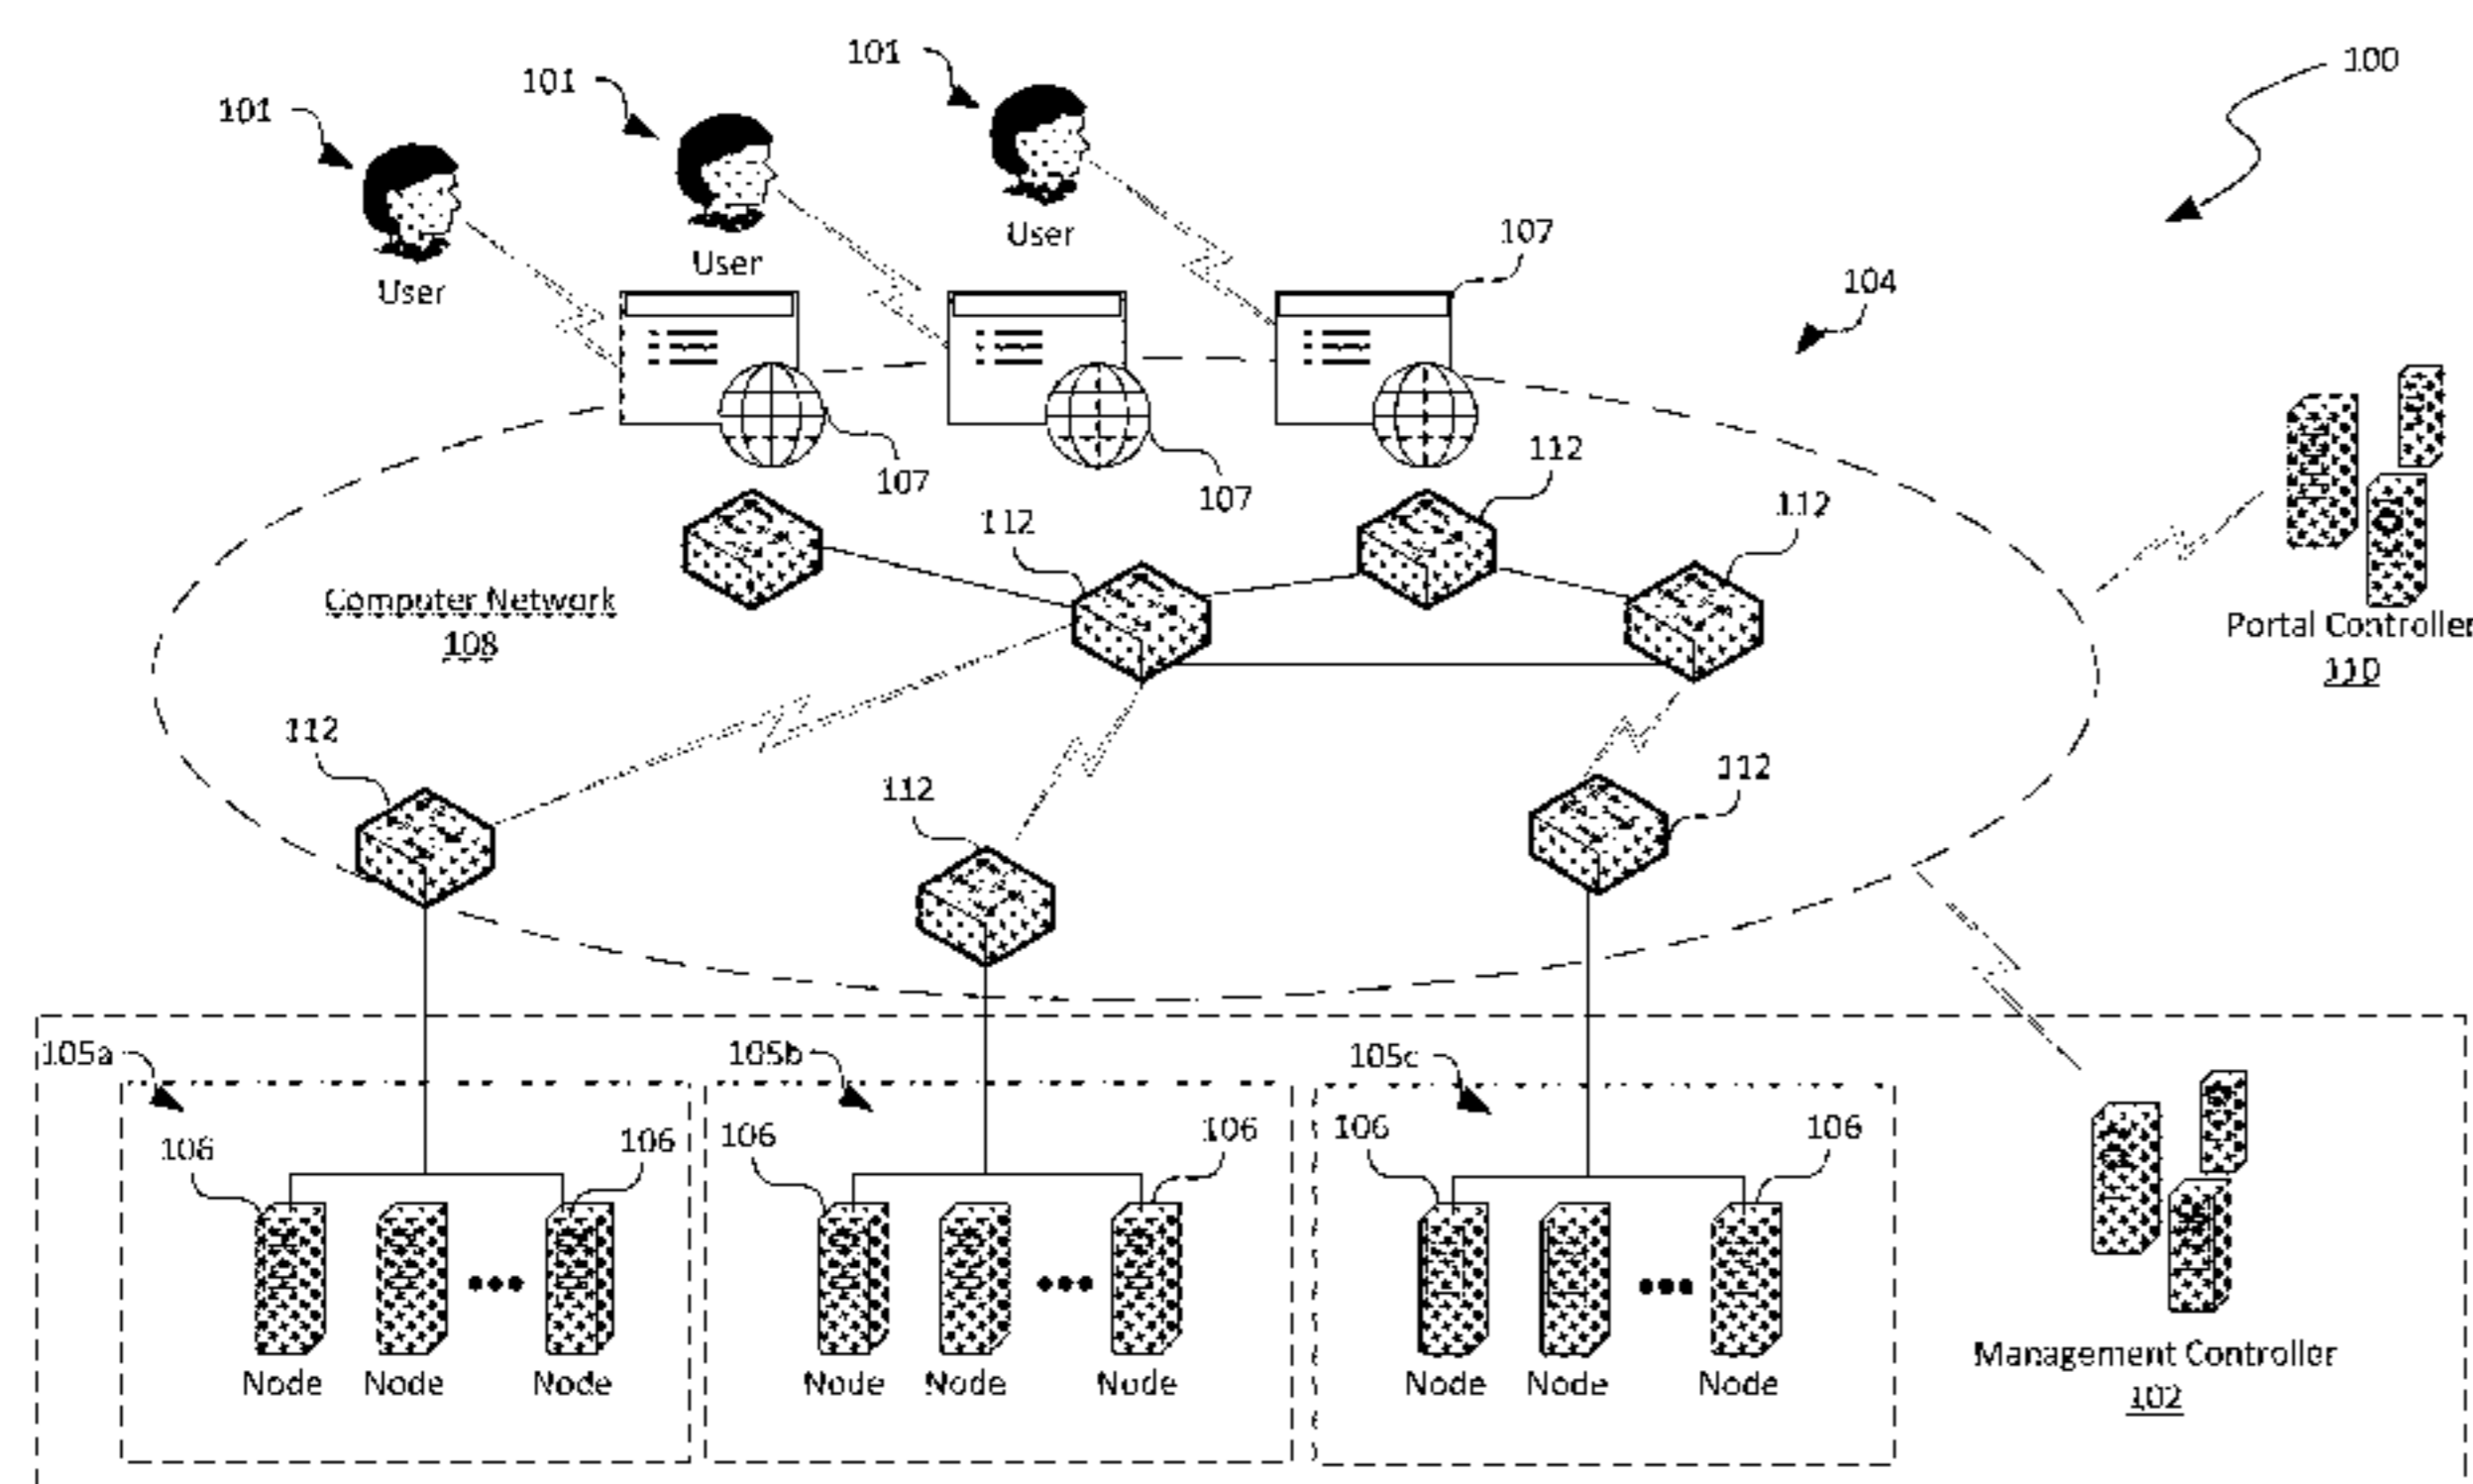 101
101
101
100
User
User
User
107
104
107
107
112
112
112
Computer Network
108
Portal Controller
110
112
112
112
105a
105b
105c
106
106
106
106
106
106
Node
Node
Node
Node
Node
Node
Node
Node
Node
Management Controller
102